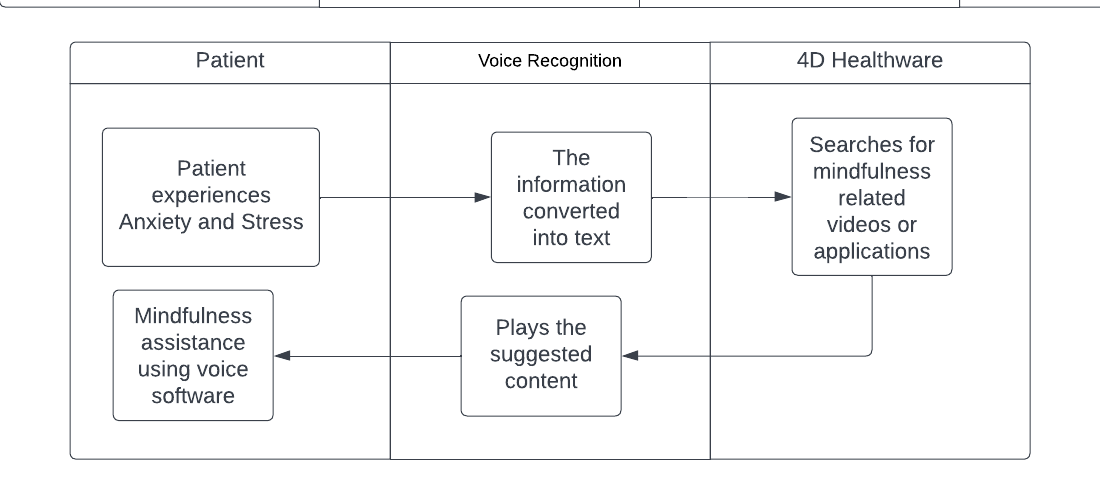 Patient
Voice Recognition
4D Healthware
Patient
experiences
Anxiety and Stress
The
information
converted
into text
Searches for
mindfulness
related
videos or
applications
Mindfulness
assistance
using voice
software
Plays the
suggested
content